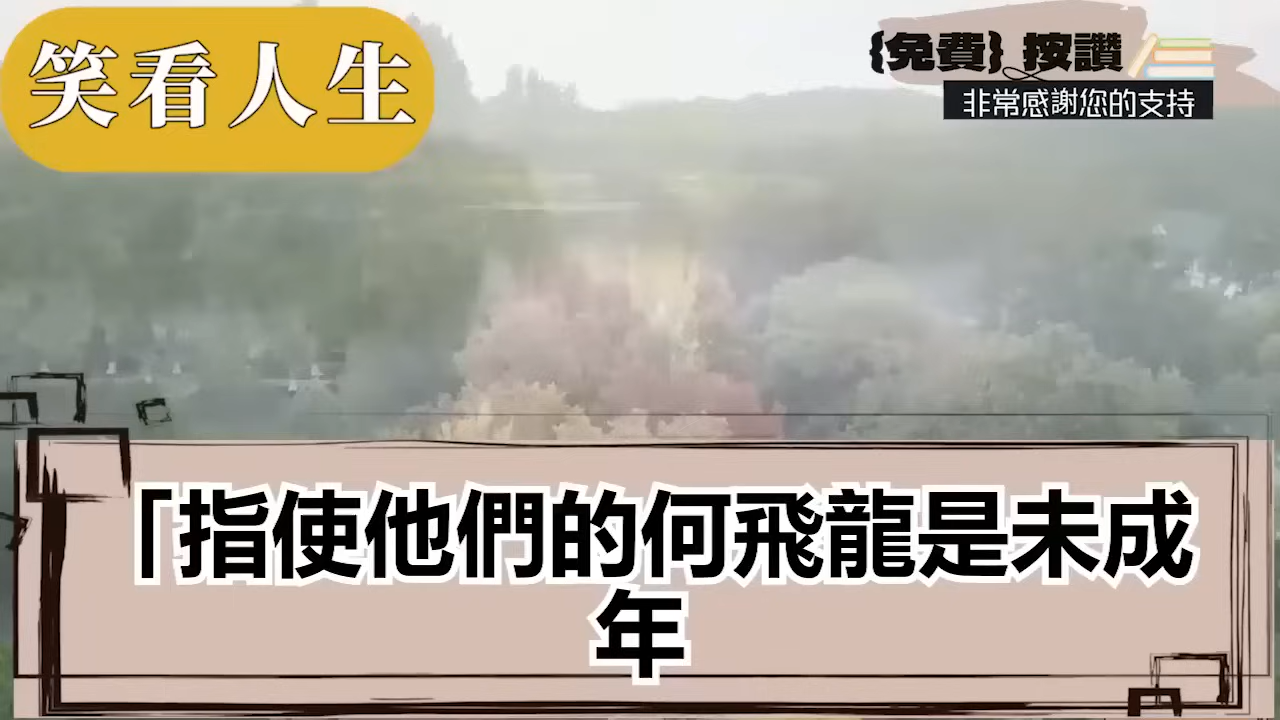 笑看人生
{免費} 按讚
非常感謝您的支持
「指使他們的何飛龍是未成
年